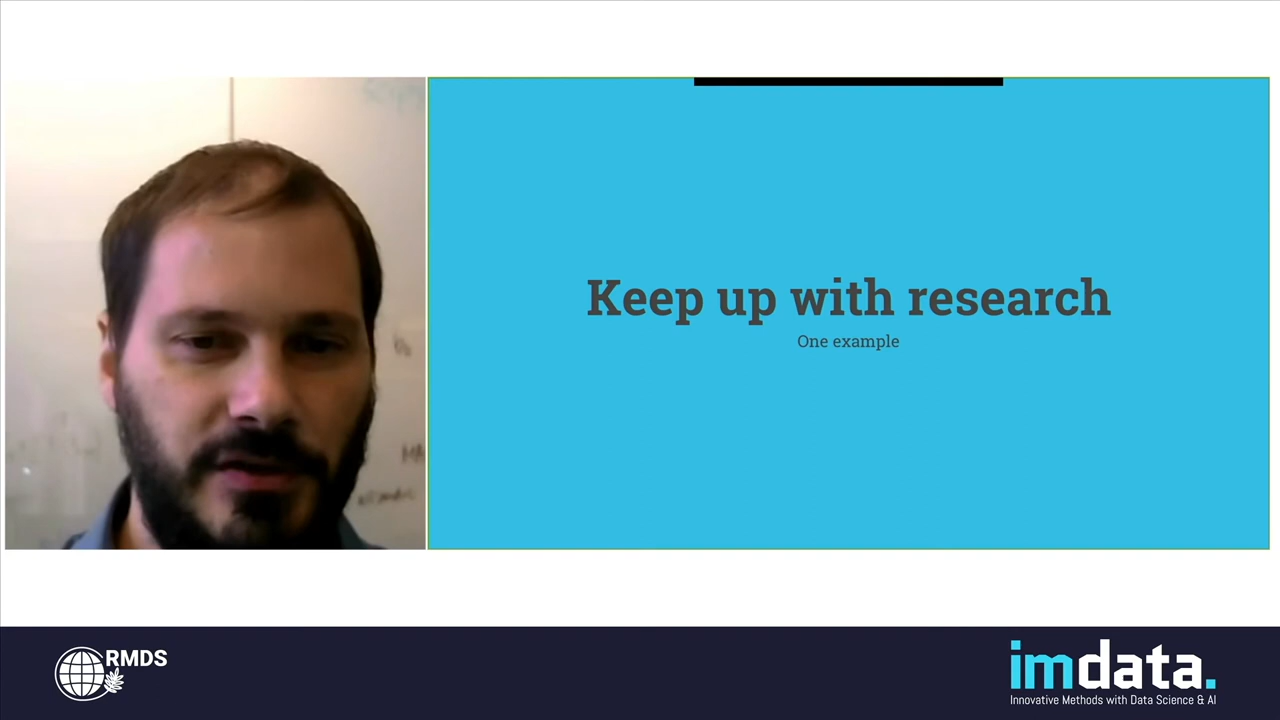 Keep up with research
One example
RMDS
imdata.
Innovative Methods with Data Science & AI